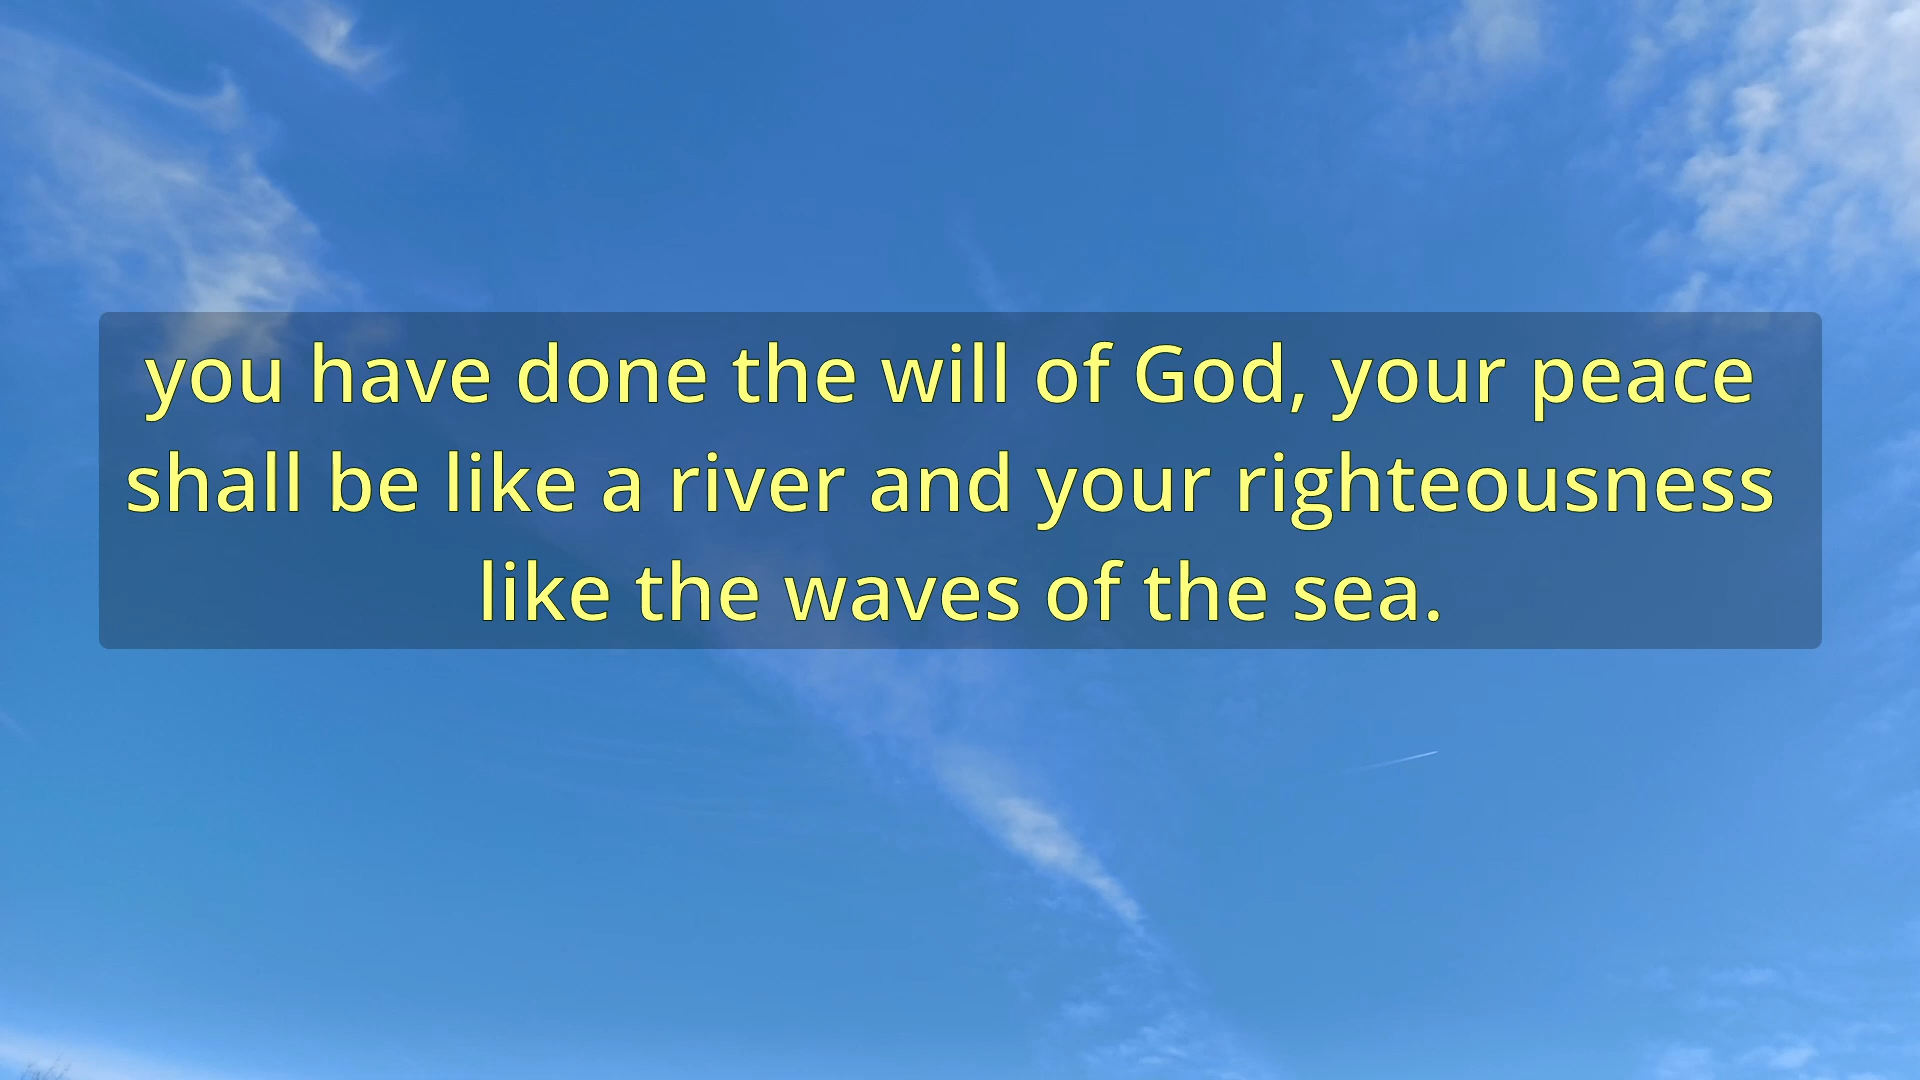 you have done the will of God, your peace
shall be like a river and your righteousness
like the waves of the sea.